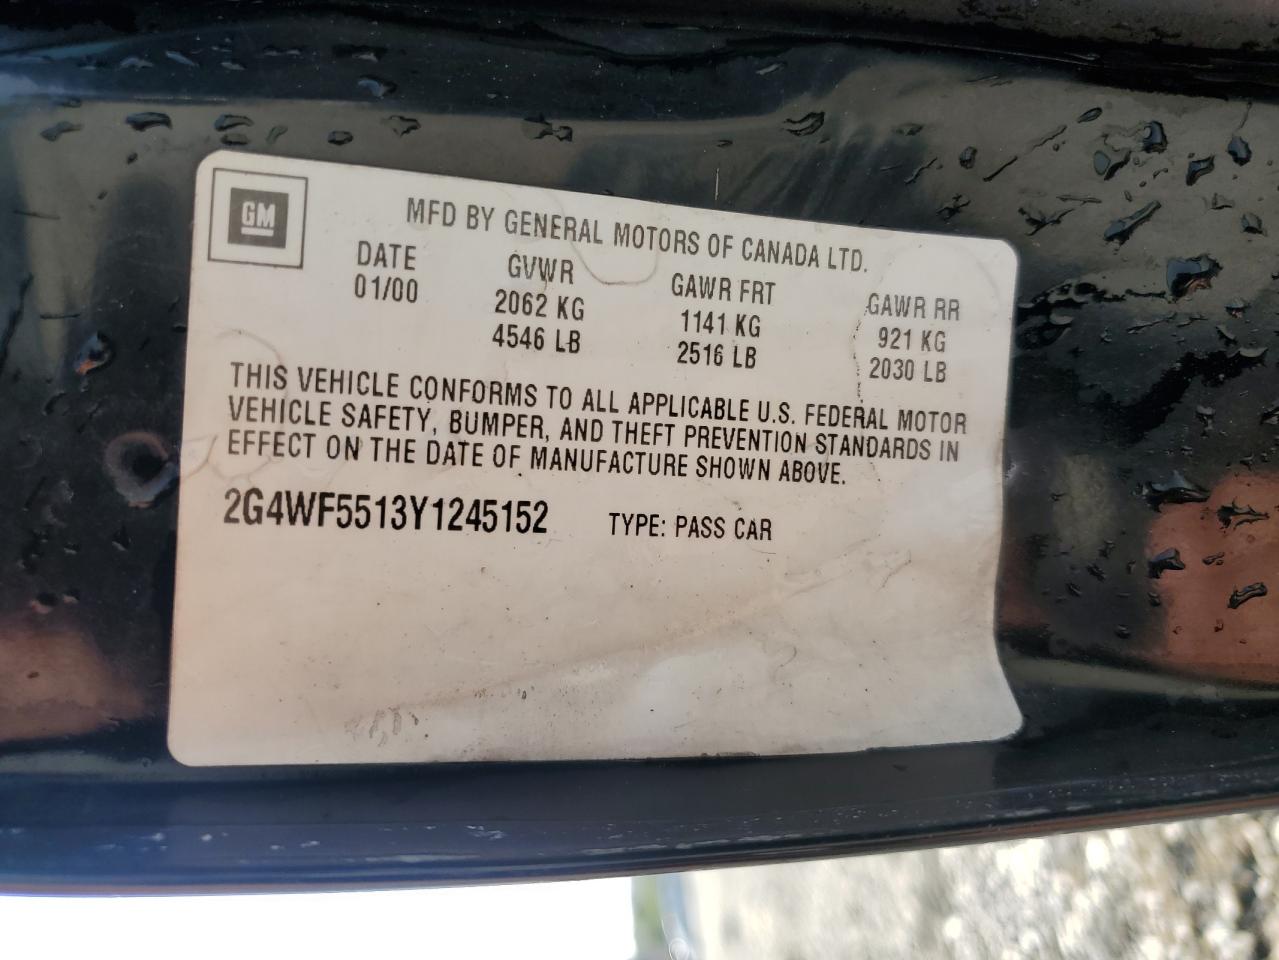 GM
MFD BY GENERAL MOTORS OF CANADA LTD.
DATE GVWR GAWR FRT GAWR RR
01/00 2062 KG 1141 KG 921 KG
4546 LB 2516 LB 2030 LB
THIS VEHICLE CONFORMS TO ALL APPLICABLE U.S. FEDERAL MOTOR
VEHICLE SAFETY, BUMPER, AND THEFT PREVENTION STANDARDS IN
EFFECT ON THE DATE OF MANUFACTURE SHOWN ABOVE.
2G4WF5513Y1245152 TYPE: PASS CAR